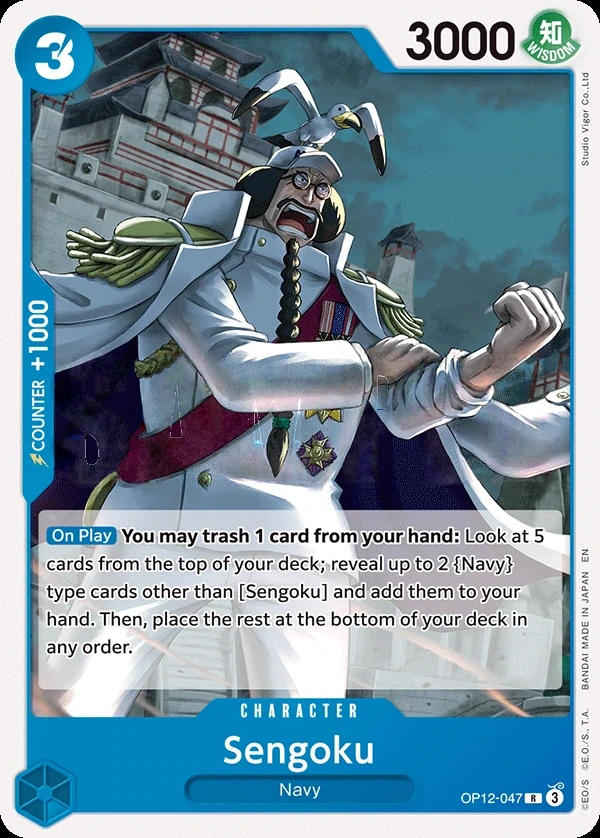 3
3000
知
WISDOM
Studio Vigor Co.,Ltd
COUNTER +1000
On Play You may trash 1 card from your hand: Look at 5
cards from the top of your deck; reveal up to 2 {Navy}
type cards other than [Sengoku] and add them to your
hand. Then, place the rest at the bottom of your deck in
any order.
CHARACTER
Sengoku
Navy
OP12-047 R 3
©E.O/S ©E.O./S., T.A. BANDAI MADE IN JAPAN EN